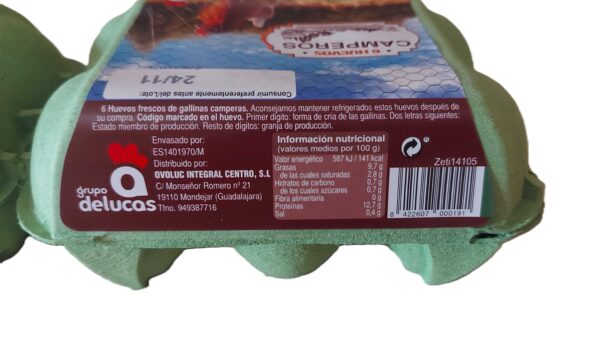 6 HUEVOS
CAMPEROS
Consumir preferentemente antes del/Lote:
24/11
6 Huevos frescos de gallinas camperas. Aconsejamos mantener refrigerados estos huevos después de
su compra. Código marcado en el huevo. Primer dígito: forma de cría de las gallinas. Dos letras siguientes:
Estado miembro de producción. Resto de dígitos: granja de producción.
Envasado por:
ES1401970/M
Distribuido por:
OVOLUC INTEGRAL CENTRO, S.L
C/ Monseñor Romero nº 21
19110 Mondejar (Guadalajara)
Tfno. 949387716
grupo
a
delucas
Información nutricional
(valores medios por 100 g)
Valor energético 587 kJ/141 kcal
Grasas 9,7 g
de las cuales saturadas 2,8 g
Hidratos de carbono 0,7 g
de los cuales azúcares 0,7 g
Fibra alimentaria 0 g
Proteínas 12,7 g
Sal 0,4 g
Zeti14105
8 422607 000191